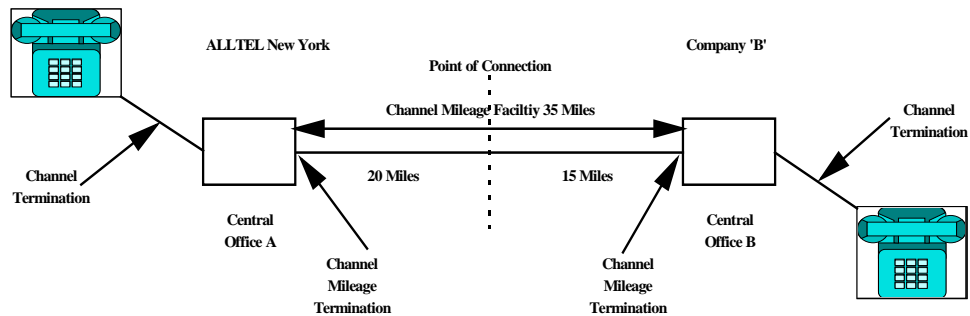 ALLTEL New York
Company 'B'
Point of Connection
Channel Mileage Faciltiy 35 Miles
Channel
Termination
20 Miles
15 Miles
Channel
Termination
Central
Office A
Central
Office B
Channel
Mileage
Termination
Channel
Mileage
Termination